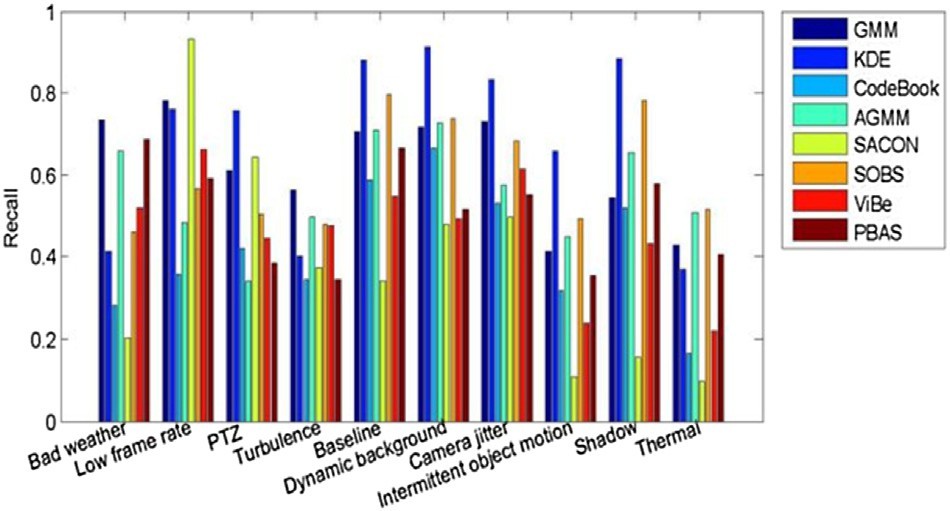 1
0.8
0.6
0.4
0.2
0
Recall
Bad weather
Low frame rate
PTZ
Turbulence
Baseline
Dynamic background
Camera jitter
Intermittent object motion
Shadow
Thermal
GMM
KDE
CodeBook
AGMM
SACON
SOBS
ViBe
PBAS